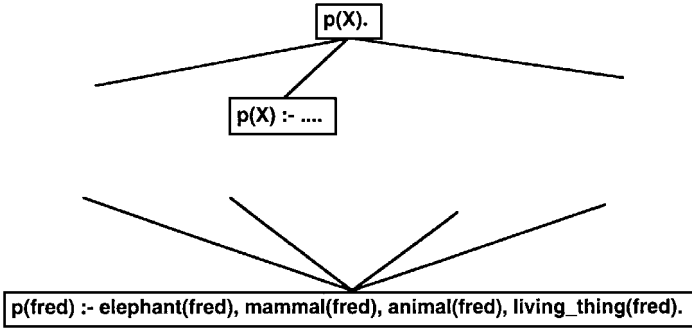 p(X).
p(X) :- ....
p(fred) :- elephant(fred), mammal(fred), animal(fred), living_thing(fred).